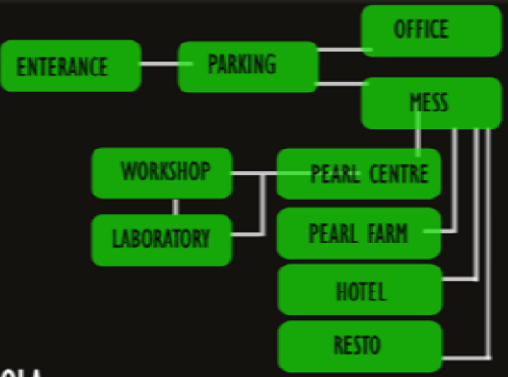 OFFICE
ENTERANCE
PARKING
MESS
WORKSHOP
PEARL CENTRE
LABORATORY
PEARL FARM
HOTEL
RESTO